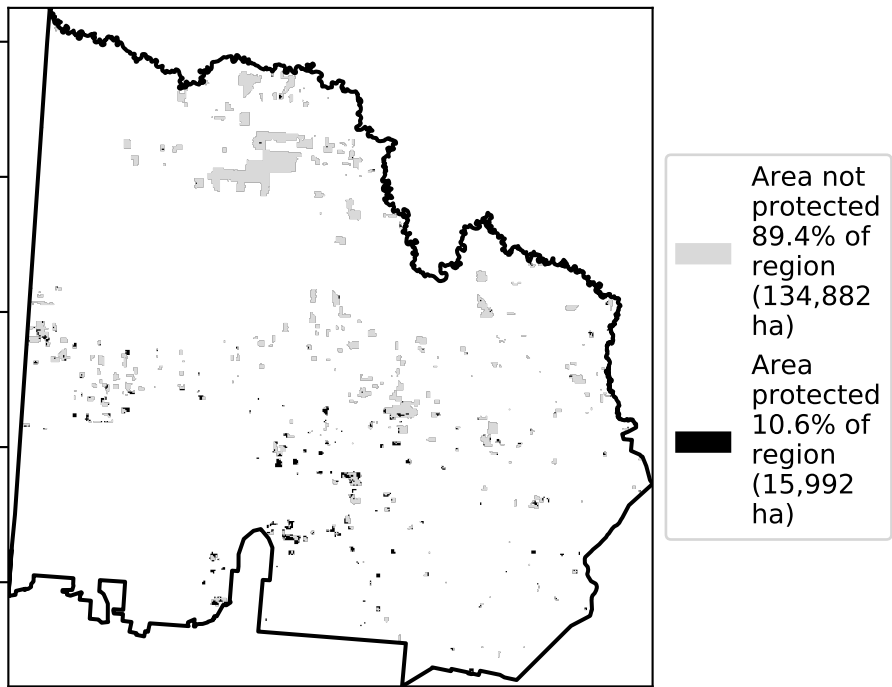 Area not
protected
89.4% of
region
(134,882
ha)
Area
protected
10.6% of
region
(15,992
ha)